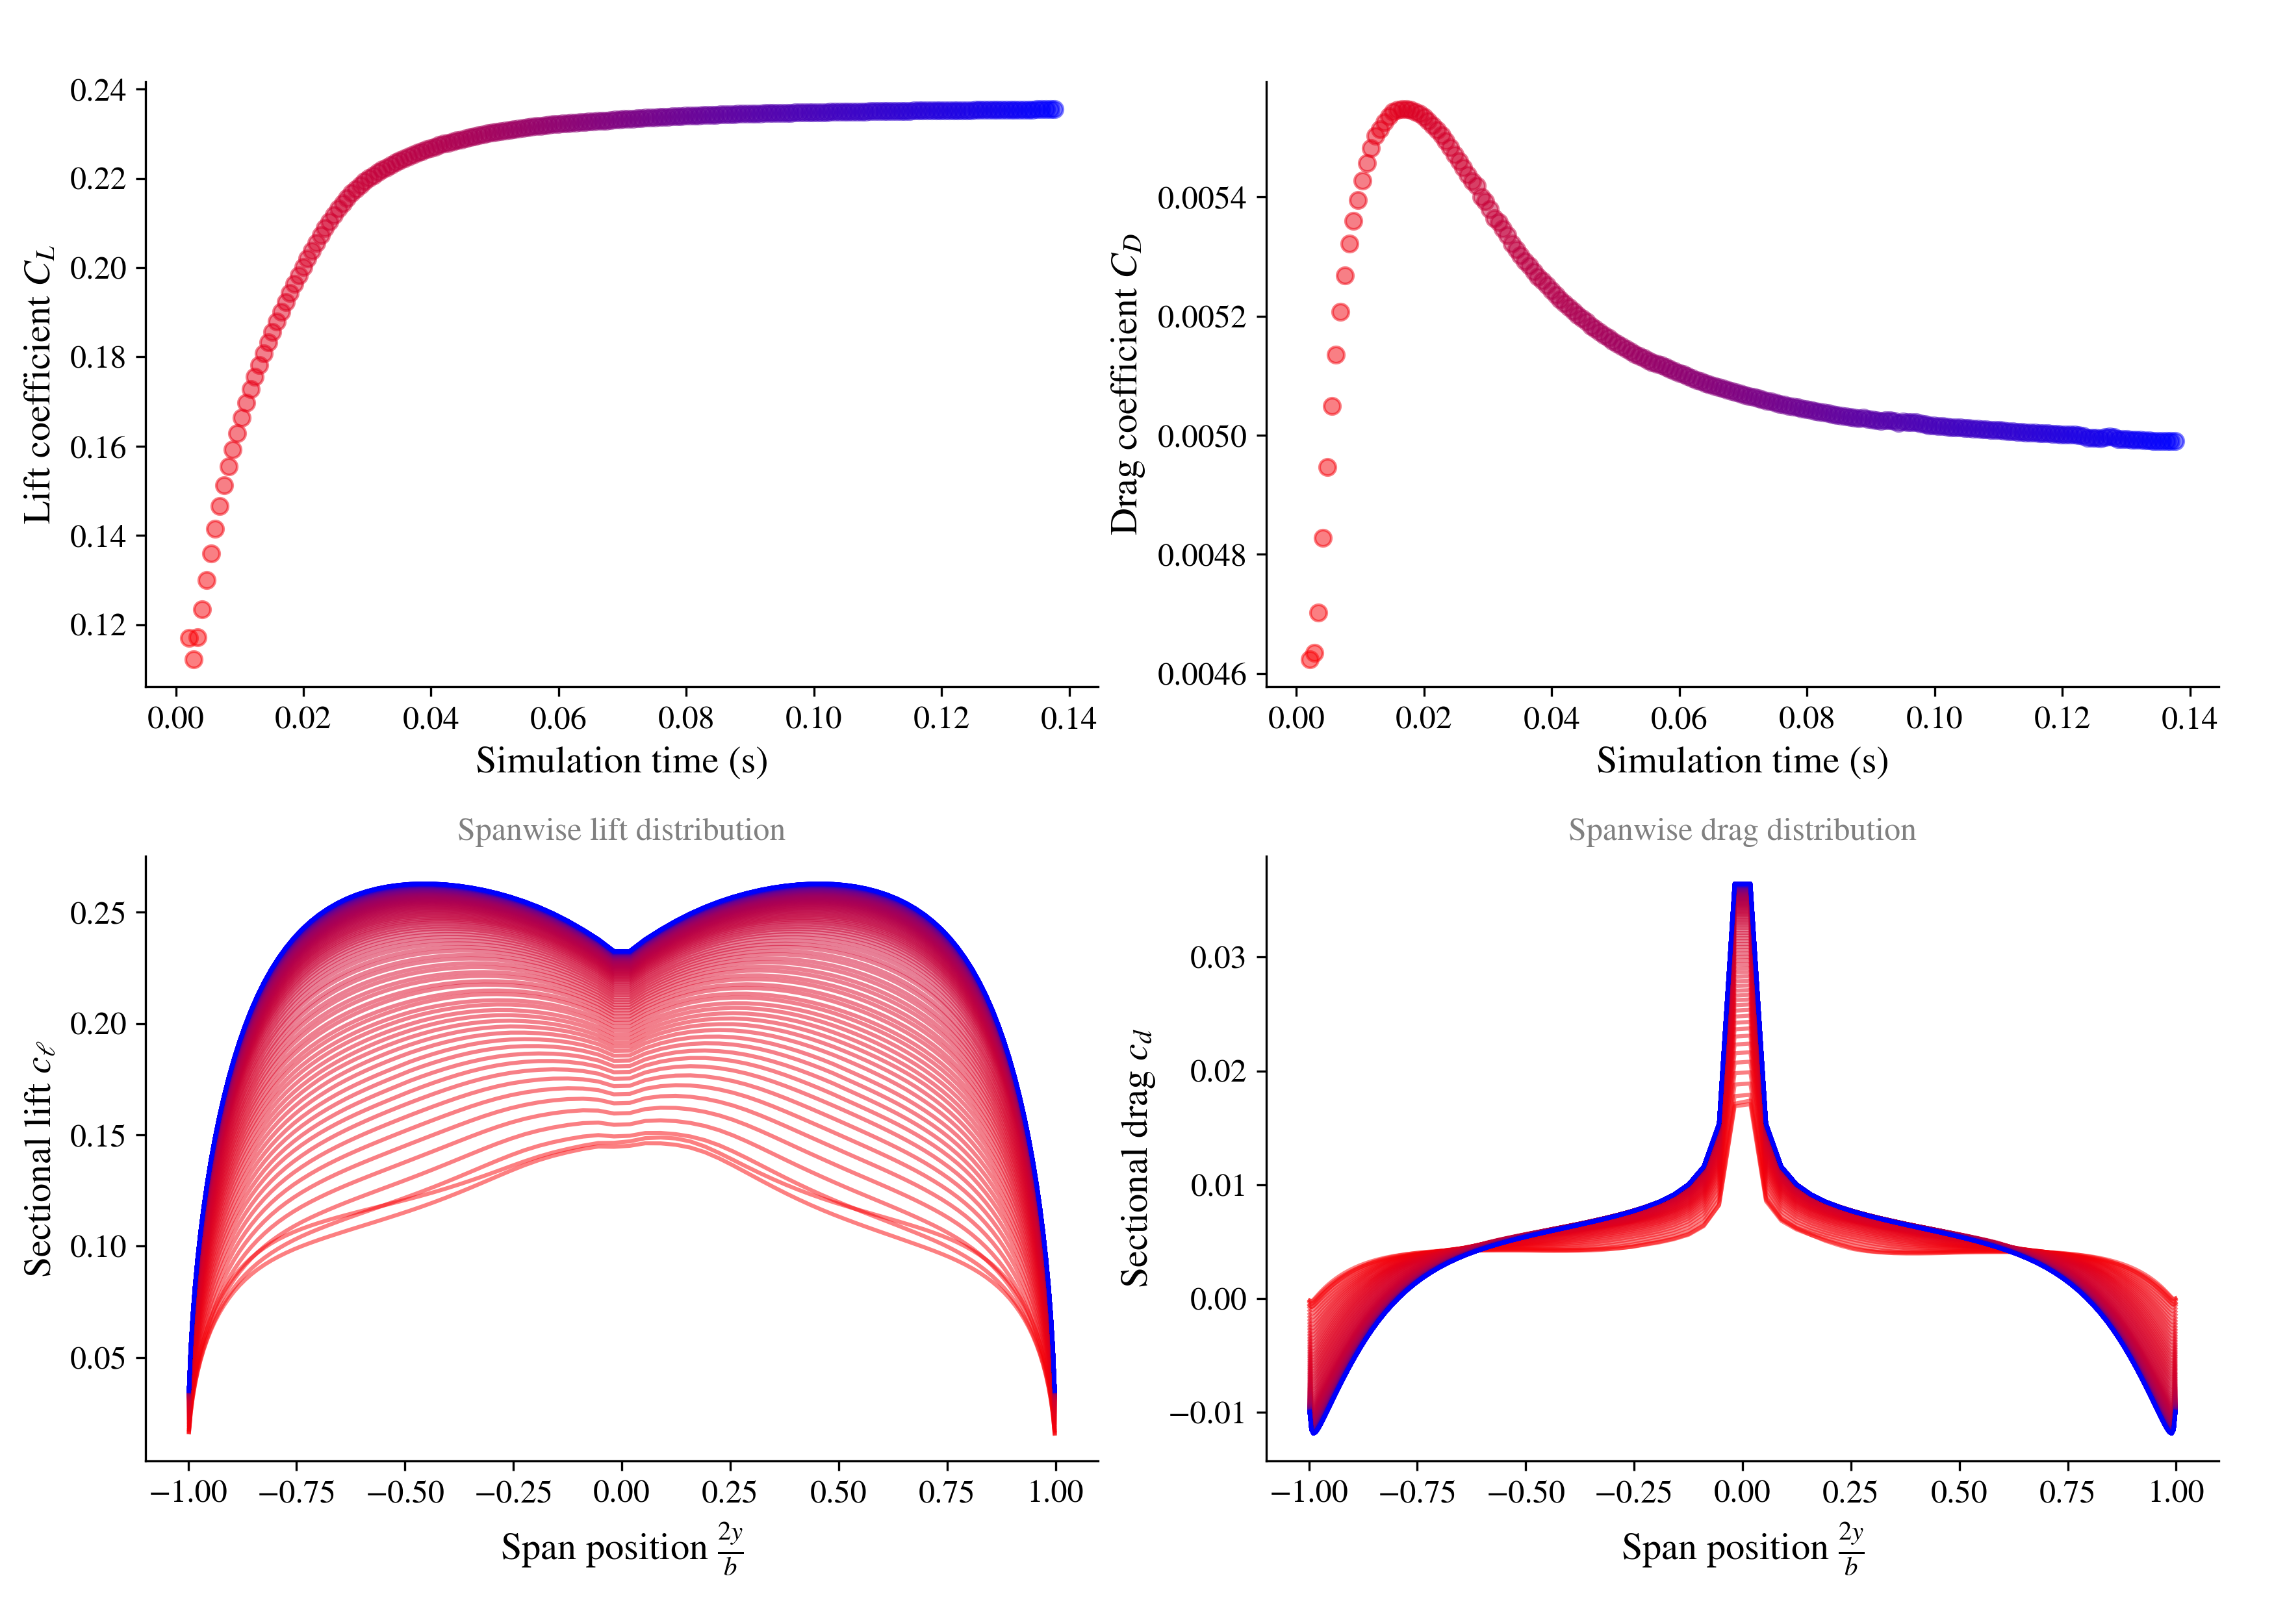 0.24
0.22
0.20
0.18
0.16
0.14
0.12
Lift coefficient C_L
0.00 0.02 0.04 0.06 0.08 0.10 0.12 0.14
Simulation time (s)
0.0054
0.0052
0.0050
0.0048
0.0046
Drag coefficient C_D
0.00 0.02 0.04 0.06 0.08 0.10 0.12 0.14
Simulation time (s)
Spanwise lift distribution
0.25
0.20
0.15
0.10
0.05
Sectional lift c_ℓ
−1.00 −0.75 −0.50 −0.25 0.00 0.25 0.50 0.75 1.00
Span position 2y/b
Spanwise drag distribution
0.03
0.02
0.01
0.00
−0.01
Sectional drag c_d
−1.00 −0.75 −0.50 −0.25 0.00 0.25 0.50 0.75 1.00
Span position 2y/b